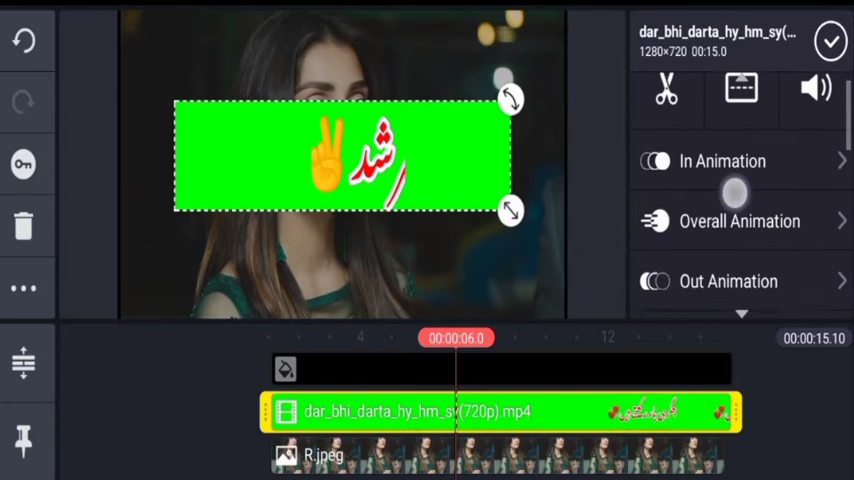 dar_bhi_darta_hy_hm_sy(...
1280×720 00:15.0
In Animation
Overall Animation
Out Animation
4
00:00:06.0
12
00:00:15.10
dar_bhi_darta_hy_hm_sy(720p).mp4
R.jpeg